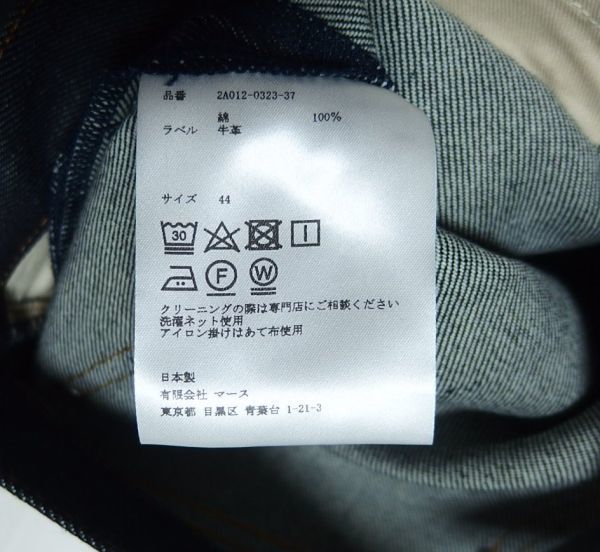 品番 2A012-0323-37
綿 100%
ラベル 牛革
サイズ 44
30
F W
クリーニングの際は専門店にご相談ください
洗濯ネット使用
アイロン掛けはあて布使用
日本製
有限会社 マース
東京都 目黒区 青葉台 1-21-3